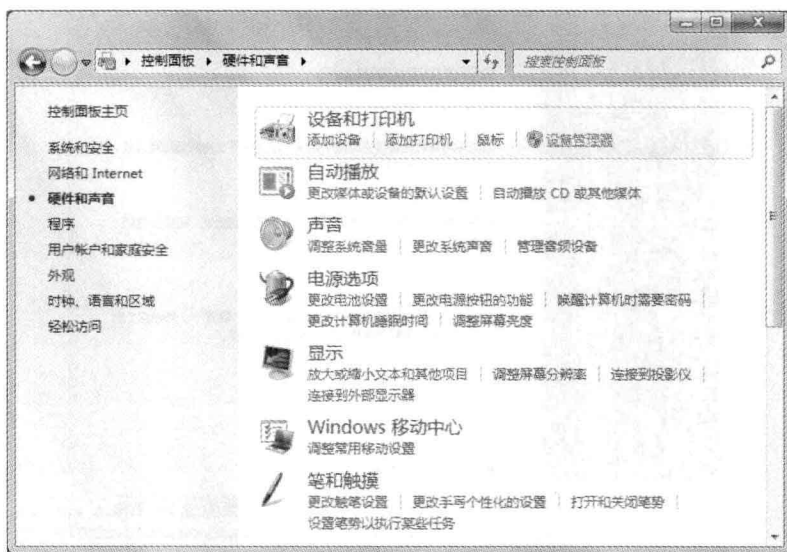 控制面板 ▸ 硬件和声音 ▸
搜索控制面板
控制面板主页
系统和安全
网络和 Internet
硬件和声音
程序
用户帐户和家庭安全
外观
时钟、语言和区域
轻松访问
设备和打印机
添加设备 | 添加打印机 | 鼠标 | 设备管理器
自动播放
更改媒体或设备的默认设置 | 自动播放 CD 或其他媒体
声音
调整系统音量 | 更改系统声音 | 管理音频设备
电源选项
更改电池设置 | 更改电源按钮的功能 | 唤醒计算机时需要密码 |
更改计算机睡眠时间 | 调整屏幕亮度
显示
放大或缩小文本和其他项目 | 调整屏幕分辨率 | 连接到投影仪 |
连接到外部显示器
Windows 移动中心
调整常用移动设置
笔和触摸
更改触笔设置 | 更改手写个性化的设置 | 打开和关闭笔势 |
设置笔势以执行某些任务